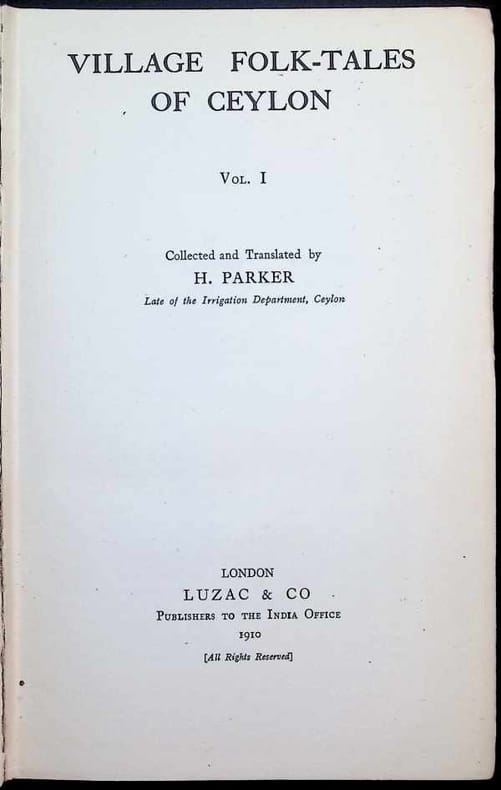 VILLAGE FOLK-TALES
OF CEYLON
Vol. I
Collected and Translated by
H. PARKER
Late of the Irrigation Department, Ceylon
LONDON
LUZAC & CO
Publishers to the India Office
1910
[All Rights Reserved]